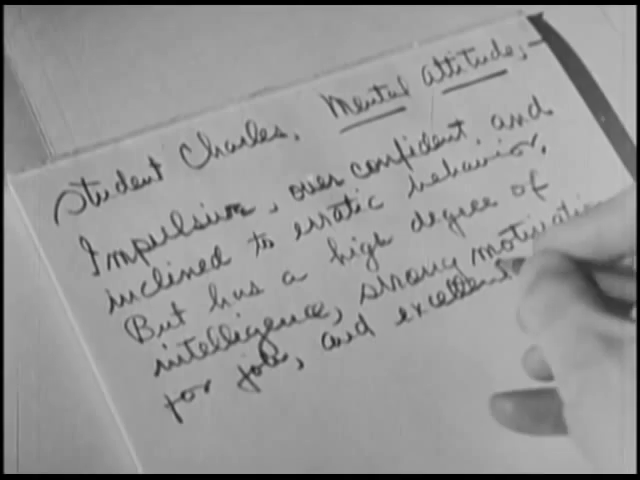 Student Charles. Mental Attitude;-
Impulsive, over confident, and
inclined to erratic behavior.
But has a high degree of
intelligence, strong motivation
for job, and excellent